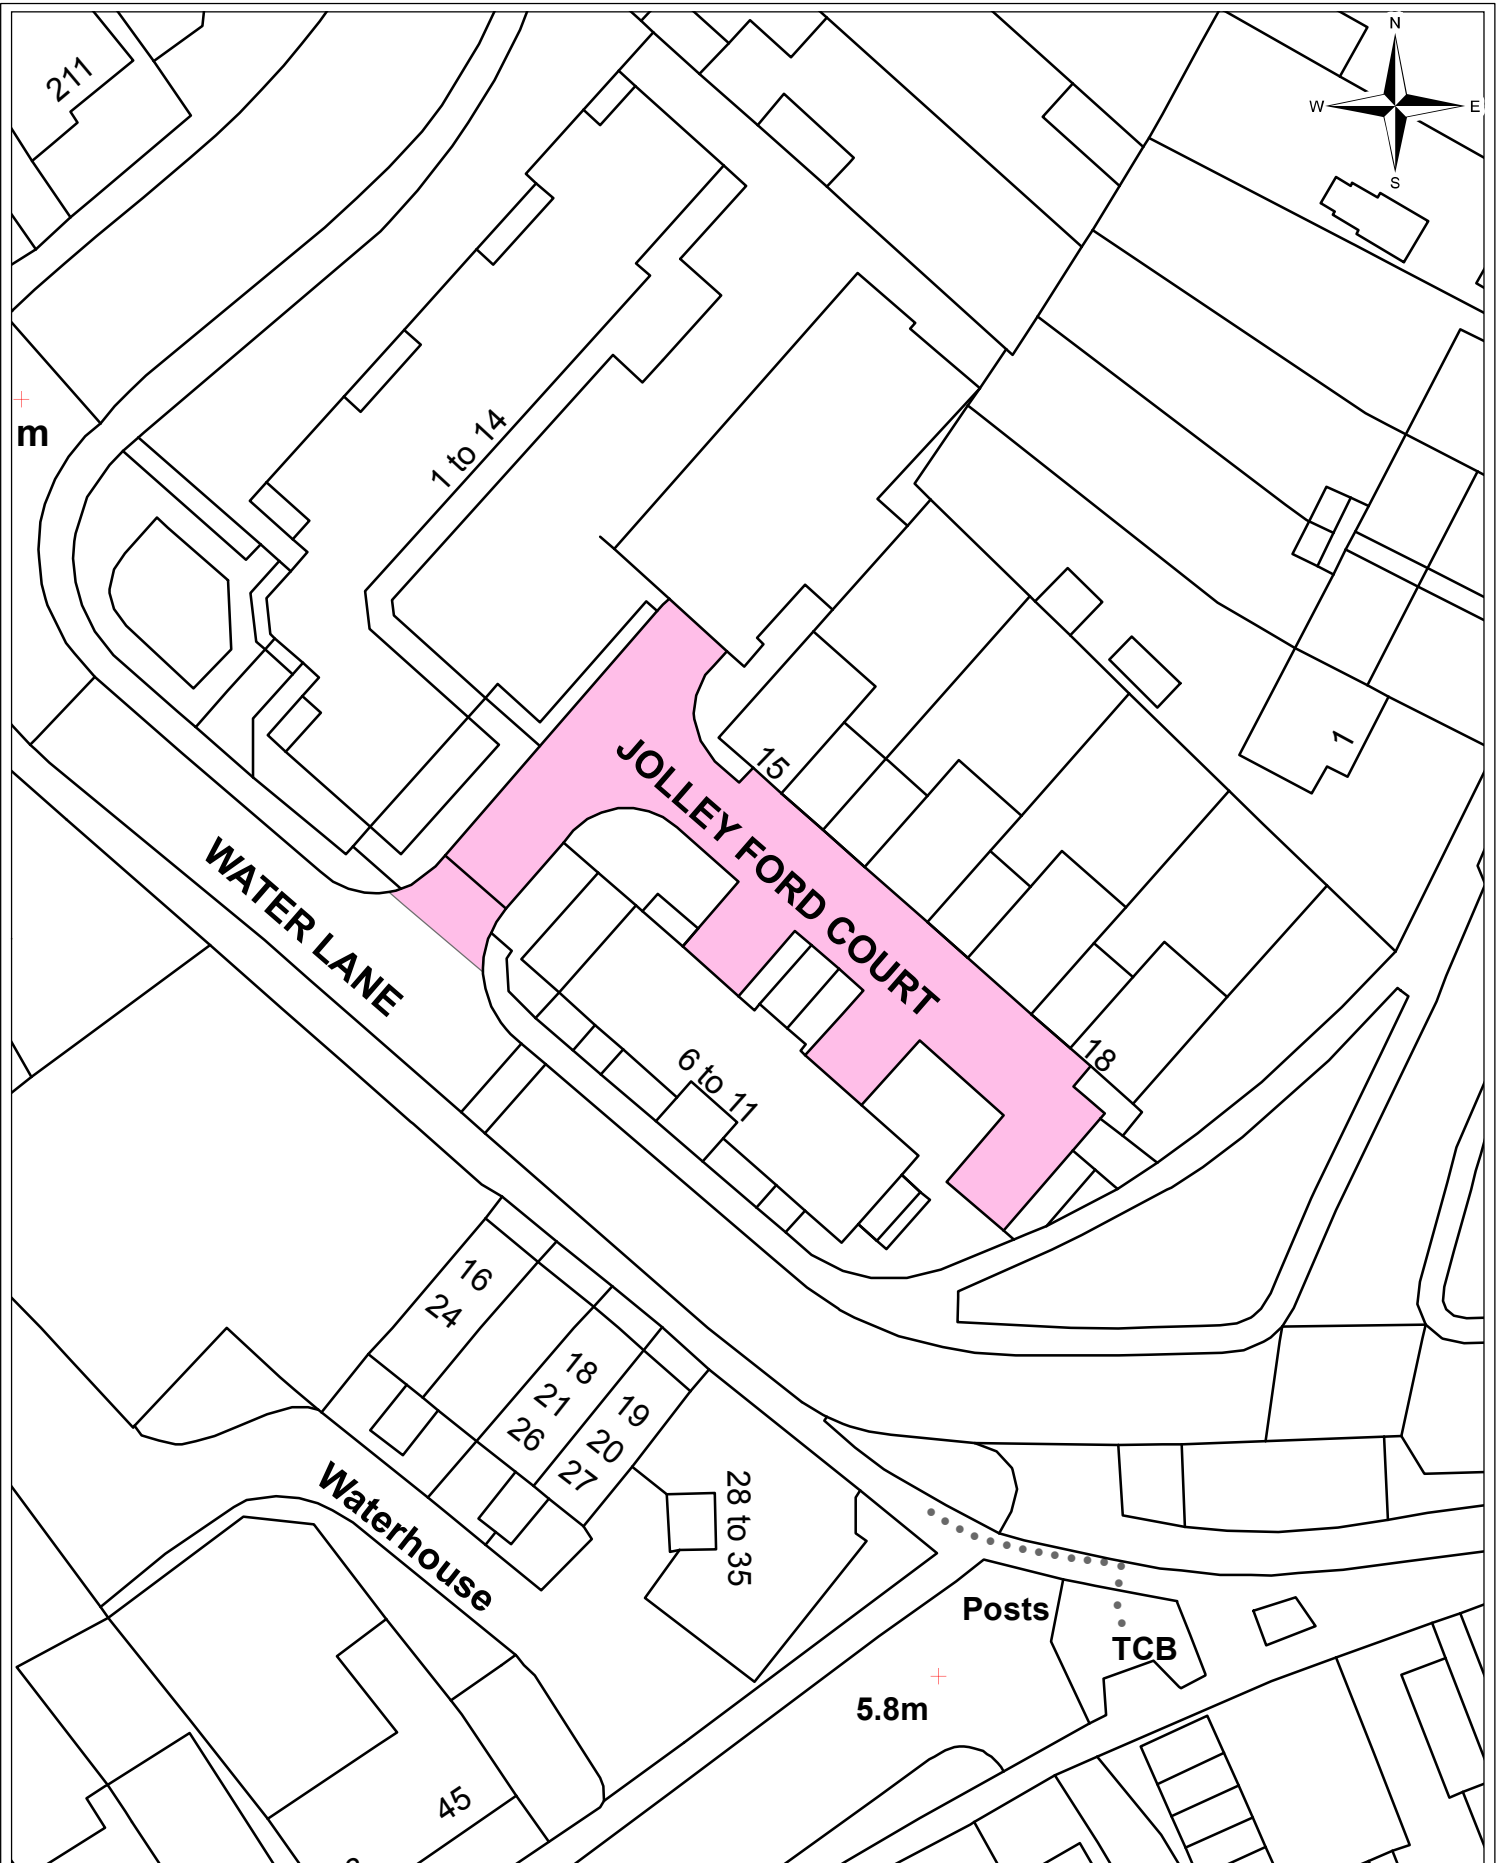 N
211
W
E
S
m
1 to 14
1
15
JOLLEY FORD COURT
WATER LANE
18
6 to 11
16
24
18
21
26
19
20
27
28 to 35
Waterhouse
Posts
TCB
5.8m
45